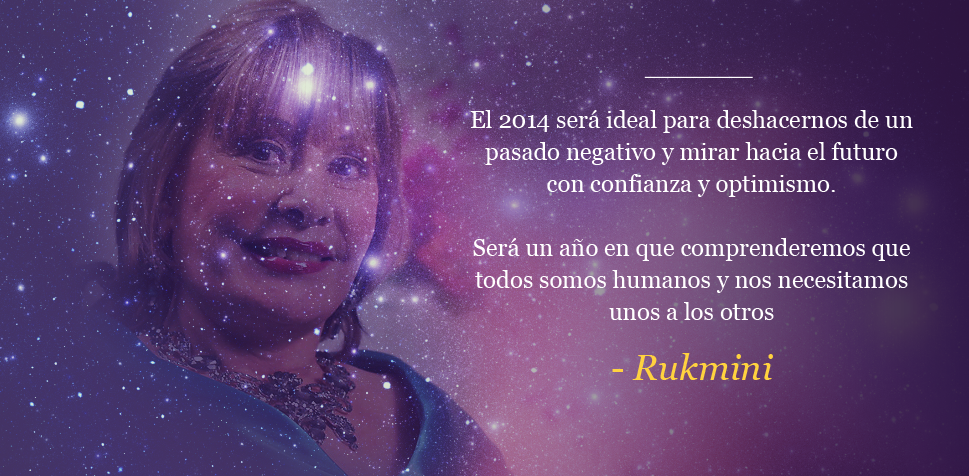 El 2014 será ideal para deshacernos de un
pasado negativo y mirar hacia el futuro
con confianza y optimismo.
Será un año en que comprenderemos que
todos somos humanos y nos necesitamos
unos a los otros
- Rukmini